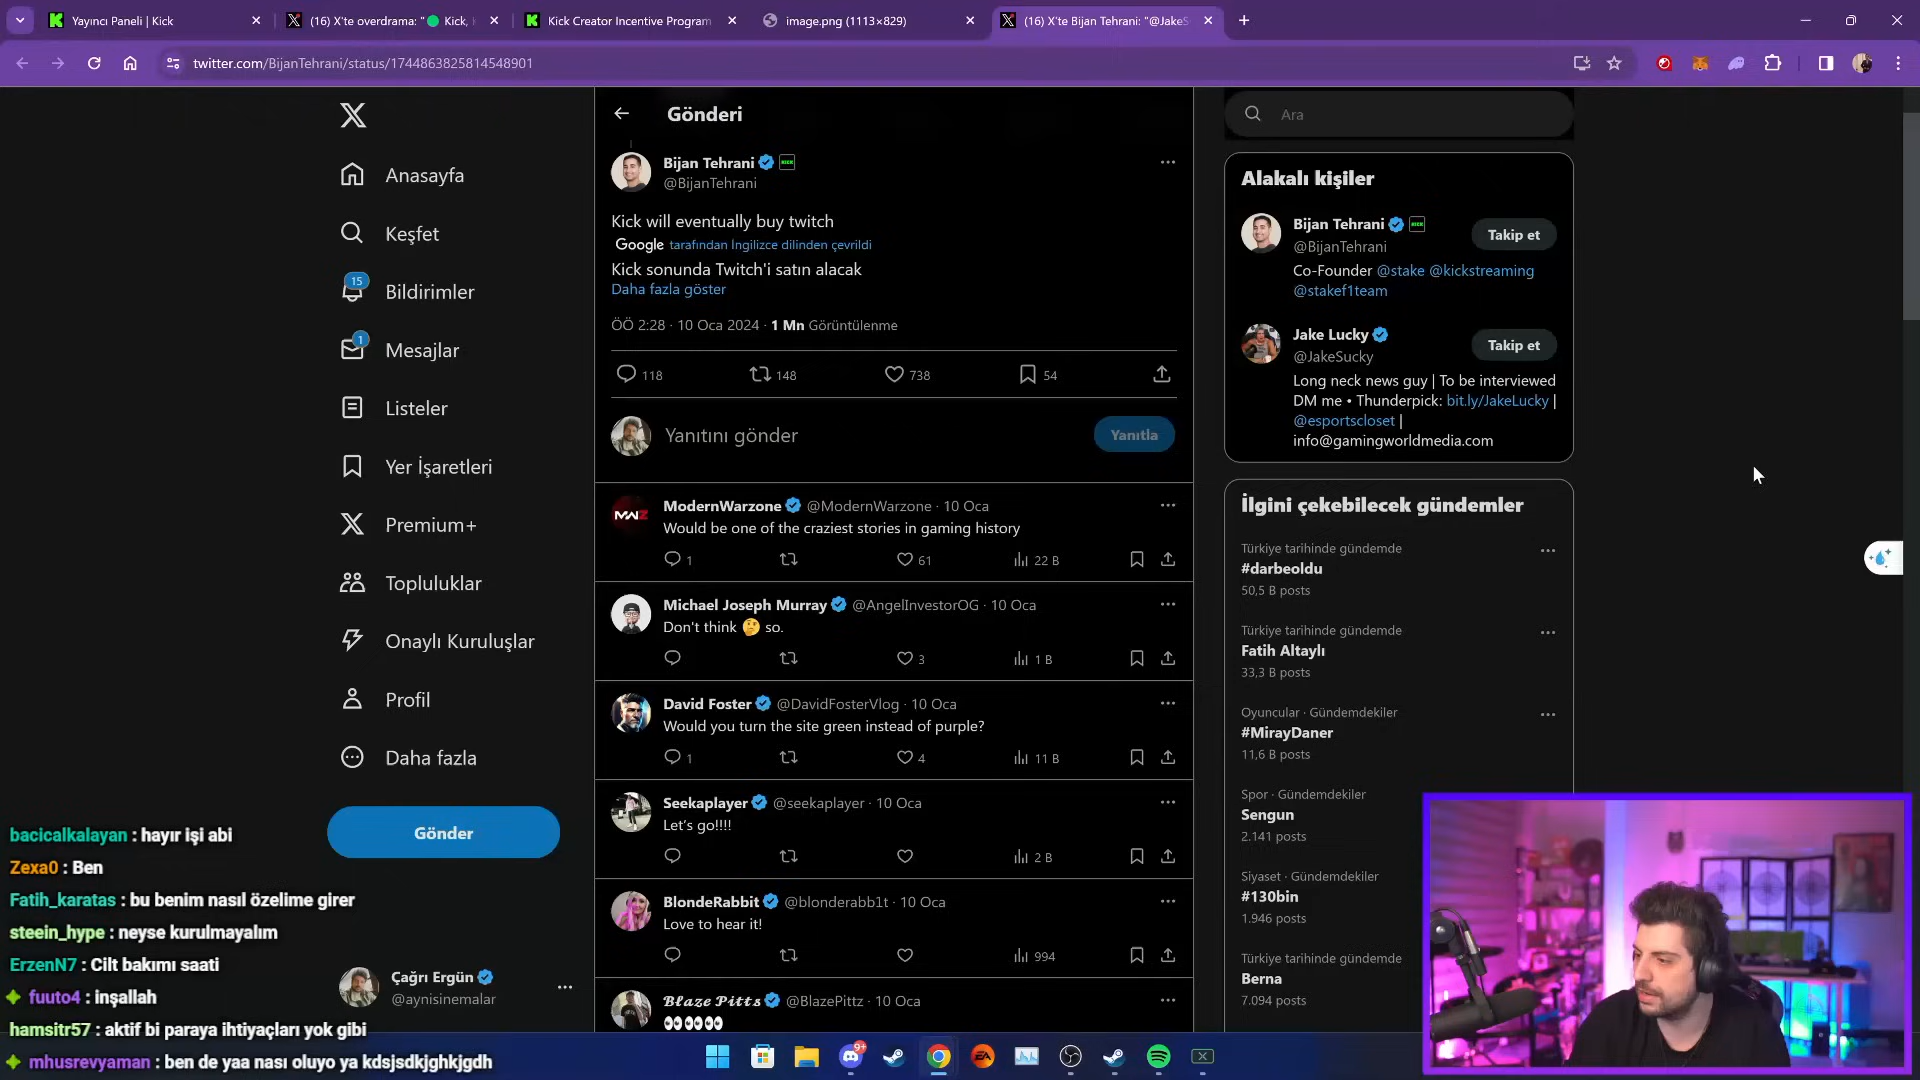 Yayıncı Paneli | Kick
(16) X'te overdrama: "🟢 Kick,
Kick Creator Incentive Program
image.png (1113×829)
(16) X'te Bijan Tehrani: "@JakeS
twitter.com/BijanTehrani/status/1744863825814548901
Anasayfa
Keşfet
15
Bildirimler
1
Mesajlar
Listeler
Yer İşaretleri
Premium+
Topluluklar
Onaylı Kuruluşlar
Profil
Daha fazla
Gönder
Çağrı Ergün
@aynisinemalar
Gönderi
Bijan Tehrani
@BijanTehrani
Kick will eventually buy twitch
Google tarafından İngilizce dilinden çevrildi
Kick sonunda Twitch'i satın alacak
Daha fazla göster
ÖÖ 2:28 · 10 Oca 2024 · 1 Mn Görüntülenme
118 148 738 54
Yanıtını gönder
Yanıtla
ModernWarzone @ModernWarzone · 10 Oca
Would be one of the craziest stories in gaming history
1 61 22 B
Michael Joseph Murray @AngelInvestorOG · 10 Oca
Don't think 🤔 so.
3 1 B
David Foster @DavidFosterVlog · 10 Oca
Would you turn the site green instead of purple?
1 4 11 B
Seekaplayer @seekaplayer · 10 Oca
Let's go!!!!
2 B
BlondeRabbit @blonderabb1t · 10 Oca
Love to hear it!
994
𝓑𝓵𝓪𝔃𝓮 𝓟𝓲𝓽𝓽𝓼 @BlazePittz · 10 Oca
👀👀👀
Ara
Alakalı kişiler
Bijan Tehrani
@BijanTehrani
Takip et
Co-Founder @stake @kickstreaming
@stakef1team
Jake Lucky
@JakeSucky
Takip et
Long neck news guy | To be interviewed
DM me • Thunderpick: bit.ly/JakeLucky |
@esportscloset |
info@gamingworldmedia.com
İlgini çekebilecek gündemler
Türkiye tarihinde gündemde
#darbeoldu
50,5 B posts
Türkiye tarihinde gündemde
Fatih Altaylı
33,3 B posts
Oyuncular · Gündemdekiler
#MirayDaner
11,6 B posts
Spor · Gündemdekiler
Sengun
2.141 posts
Siyaset · Gündemdekiler
#130bin
1.946 posts
Türkiye tarihinde gündemde
Berna
7.094 posts
bacicalkalayan : hayır işi abi
Zexa0 : Ben
Fatih_karatas : bu benim nasıl özelime girer
steein_hype : neyse kurulmayalım
ErzenN7 : Cilt bakımı saati
fuuto4 : inşallah
hamsitr57 : aktif bi paraya ihtiyaçları yok gibi
mhusrevyaman : ben de yaa nası oluyo ya kdsjsdkjghkjgdh
9+